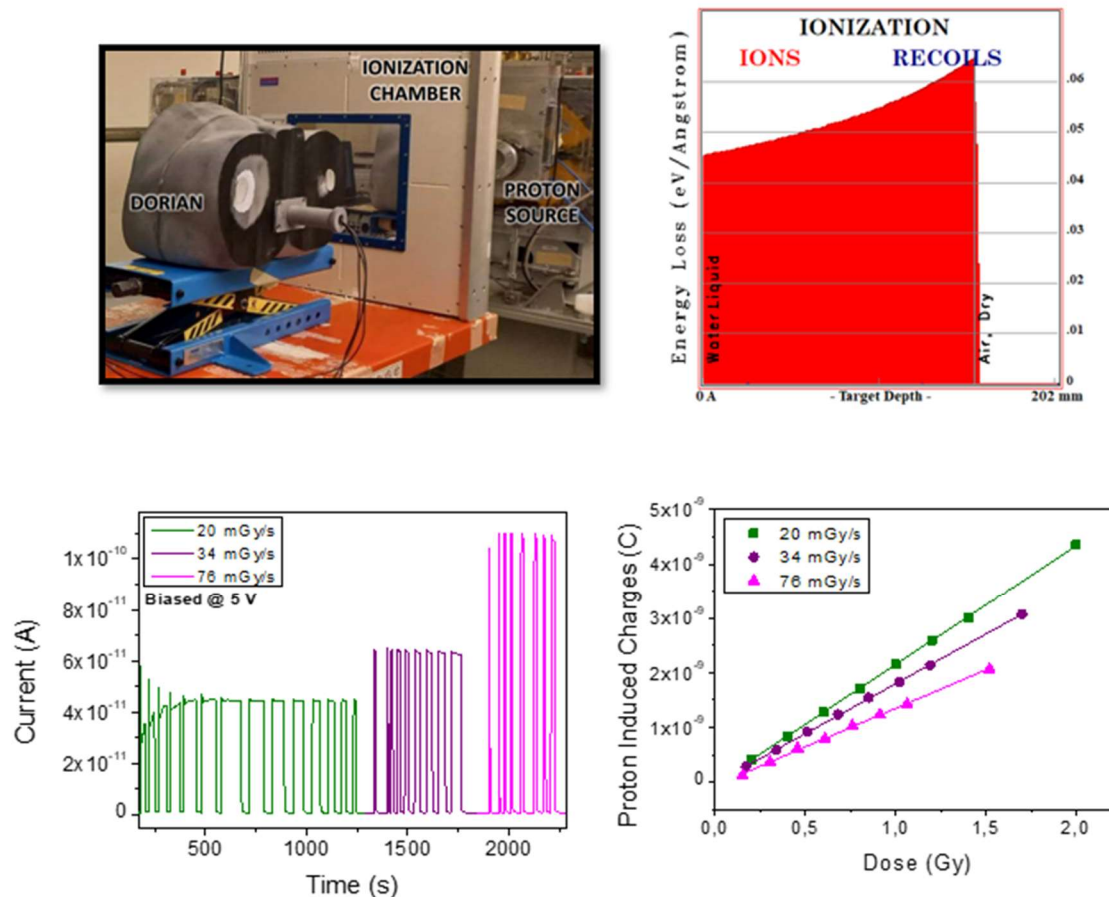 IONIZATION
CHAMBER
DORIAN
PROTON
SOURCE
IONIZATION
IONS RECOILS
Energy Loss (eV/Angstrom)
Water Liquid
Air, Dry
.06
.05
.04
.03
.02
.01
0
0 A - Target Depth - 202 mm
20 mGy/s
34 mGy/s
76 mGy/s
Biased @ 5 V
Current (A)
1x10⁻¹⁰
8x10⁻¹¹
6x10⁻¹¹
4x10⁻¹¹
2x10⁻¹¹
0
500 1000 1500 2000
Time (s)
20 mGy/s
34 mGy/s
76 mGy/s
Proton Induced Charges (C)
5x10⁻⁹
4x10⁻⁹
3x10⁻⁹
2x10⁻⁹
1x10⁻⁹
0
0,0 0,5 1,0 1,5 2,0
Dose (Gy)